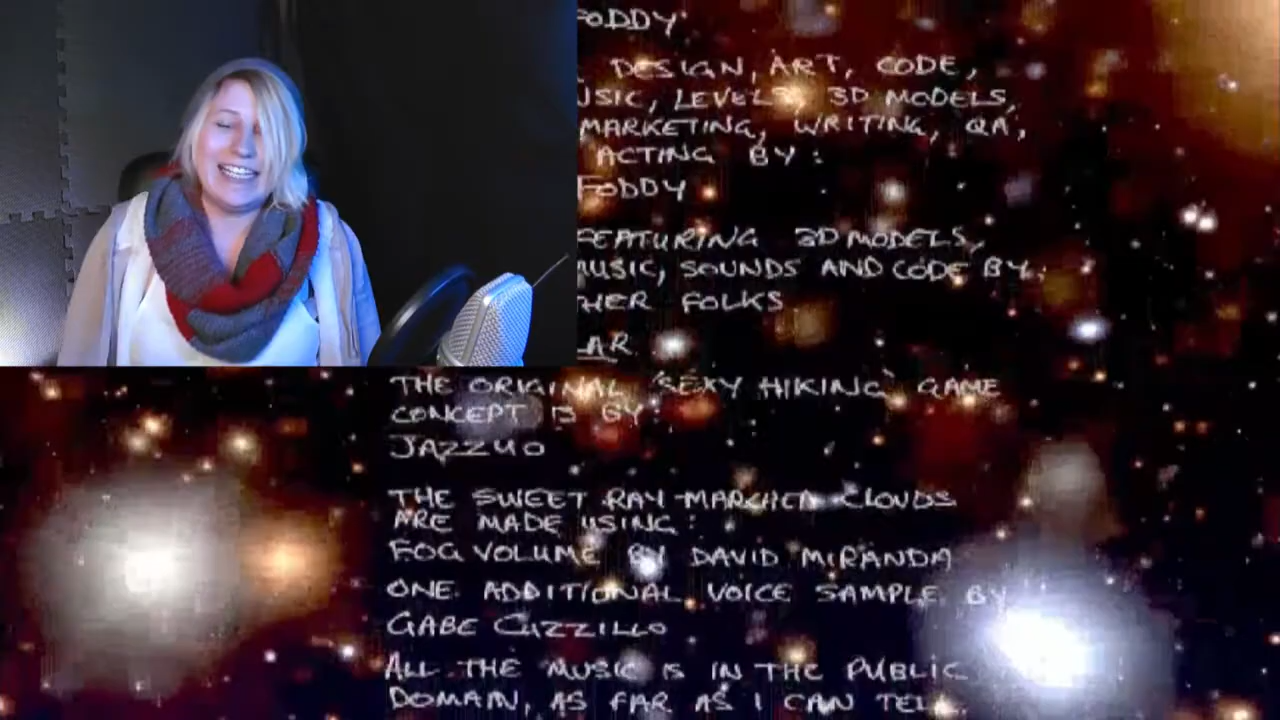 FODDY
DESIGN, ART, CODE,
USIC, LEVELS, 3D MODELS,
MARKETING, WRITING, QA,
ACTING BY:
FODDY
FEATURING 3D MODELS,
MUSIC, SOUNDS AND CODE BY
HER FOLKS
LAR
THE ORIGINAL 'SEXY HIKING' GAME
CONCEPT IS BY:
JAZZUO
THE SWEET RAY-MARCHED CLOUDS
ARE MADE USING:
FOG VOLUME BY DAVID MIRANDA
ONE ADDITIONAL VOICE SAMPLE BY
GABE CUZZILLO
ALL THE MUSIC IS IN THE PUBLIC
DOMAIN, AS FAR AS I CAN TELL.